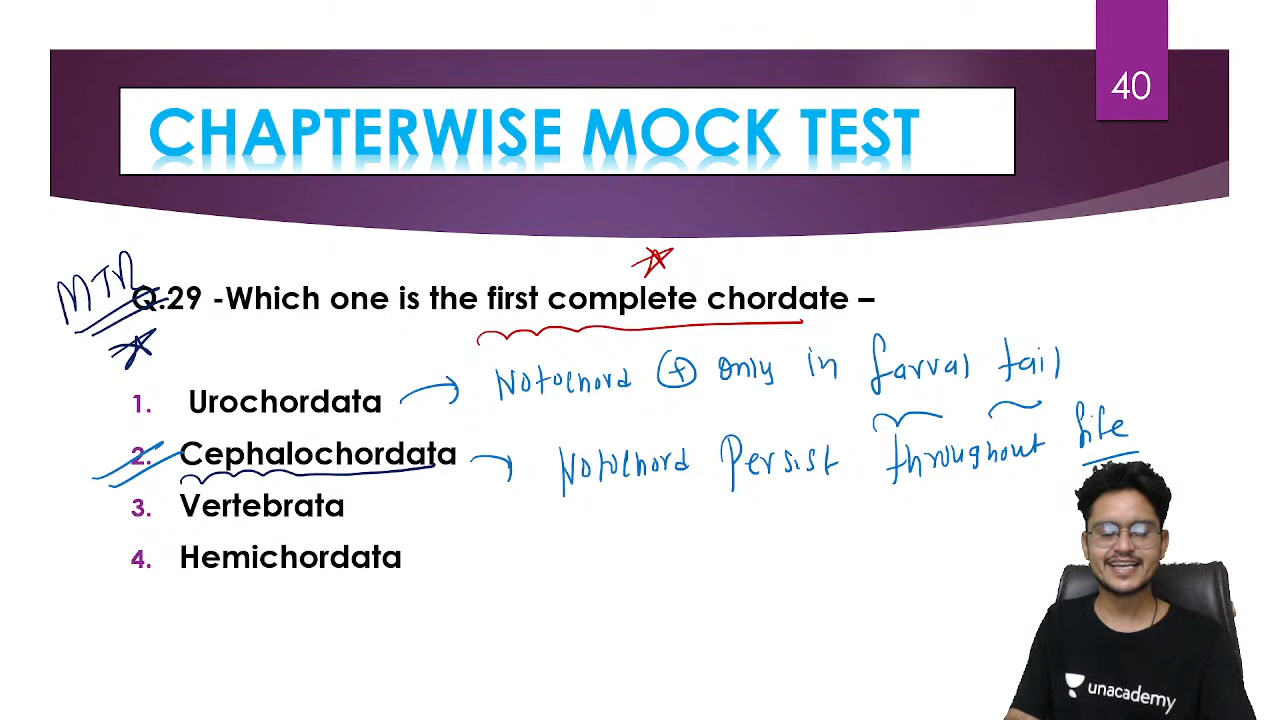 40
CHAPTERWISE MOCK TEST
MTR
Q.29 -Which one is the first complete chordate –
1. Urochordata
Notochord + only in larval tail
2. Cephalochordata
Notochord Persist throughout life
3. Vertebrata
4. Hemichordata
unacademy